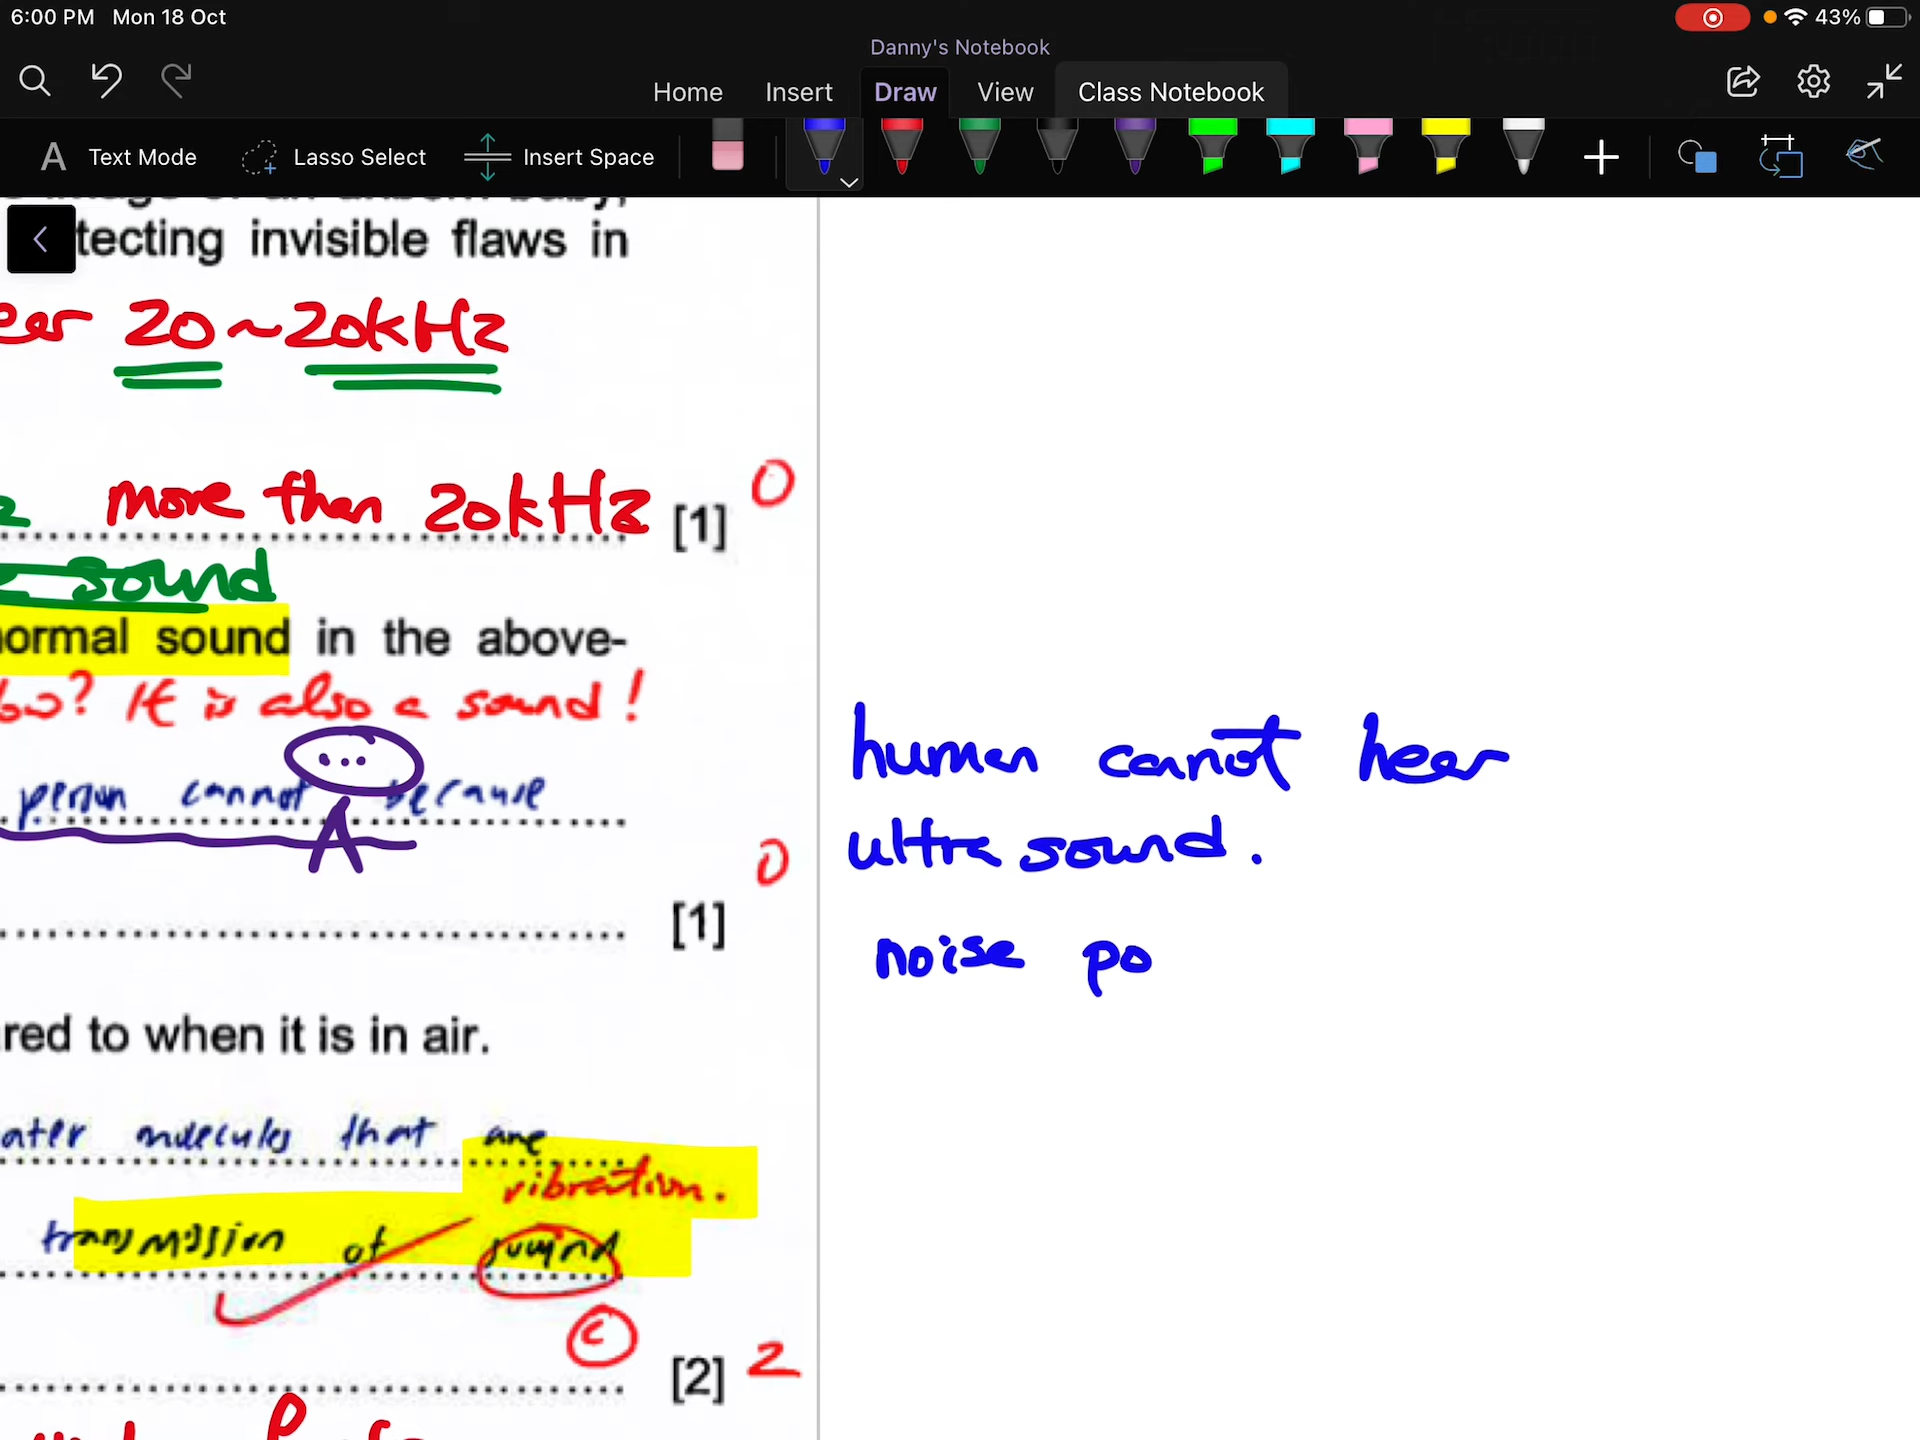 6:00 PM Mon 18 Oct
43%
Danny's Notebook
Home Insert Draw View Class Notebook
A Text Mode Lasso Select Insert Space
tecting invisible flaws in
ear 20 ~ 20kHz
more than 20kHz [1] 0
sound
normal sound in the above-
? It is also a sound!
...
person cannot because
A
0
[1]
human cannot hear
ultra sound.
noise po
red to when it is in air.
ater molecules that are
vibration.
transmission of sound
c
[2] 2